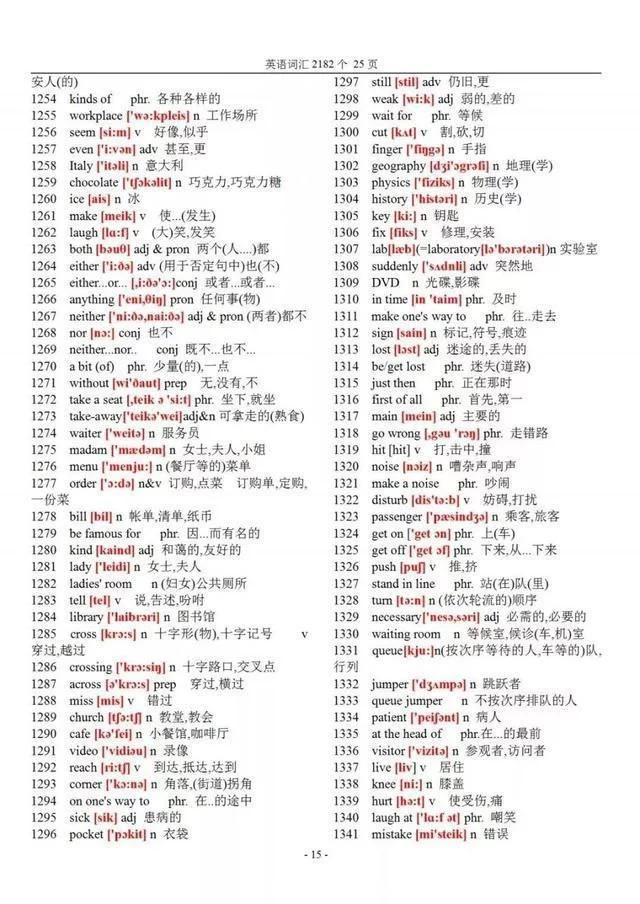 英语词汇 2182 个 25 页
安人(的)
1254 kinds of phr. 各种各样的
1255 workplace ['wə:kpleis] n 工作场所
1256 seem [si:m] v 好像,似乎
1257 even ['i:vən] adv 甚至,更
1258 Italy ['itəli] n 意大利
1259 chocolate ['tʃɔkəlit] n 巧克力,巧克力糖
1260 ice [ais] n 冰
1261 make [meik] v 使...(发生)
1262 laugh [lɑ:f] v (大)笑,发笑
1263 both [bəuθ] adj & pron 两个(人....)都
1264 either ['i:ðə] adv (用于否定句中)也(不)
1265 either...or... [,i:ðə'ɔ:]conj 或者...或者...
1266 anything ['eni,θiŋ] pron 任何事(物)
1267 neither ['ni:ðə,nai:ðə] adj & pron (两者)都不
1268 nor [nɔ:] conj 也不
1269 neither...nor.. conj 既不...也不...
1270 a bit (of) phr. 少量(的),一点
1271 without [wi'ðaut] prep 无,没有,不
1272 take a seat [,teik ə 'si:t] phr. 坐下,就坐
1273 take-away['teikə'wei]adj&n 可拿走的(熟食)
1274 waiter ['weitə] n 服务员
1275 madam ['mædəm] n 女士,夫人,小姐
1276 menu ['menju:] n (餐厅等的)菜单
1277 order ['ɔ:də] n&v 订购,点菜 订购单,定购,
一份菜
1278 bill [bil] n 帐单,清单,纸币
1279 be famous for phr. 因...而有名的
1280 kind [kaind] adj 和蔼的,友好的
1281 lady ['leidi] n 女士,夫人
1282 ladies' room n (妇女)公共厕所
1283 tell [tel] v 说,告述,吩咐
1284 library ['laibrəri] n 图书馆
1285 cross [krɔ:s] n 十字形(物),十字记号 v
穿过,越过
1286 crossing ['krɔ:siŋ] n 十字路口,交叉点
1287 across [ə'krɔ:s] prep 穿过,横过
1288 miss [mis] v 错过
1289 church [tʃə:tʃ] n 教堂,教会
1290 cafe [kə'fei] n 小餐馆,咖啡厅
1291 video ['vidiəu] n 录像
1292 reach [ri:tʃ] v 到达,抵达,达到
1293 corner ['kɔ:nə] n 角落,(街道)拐角
1294 on one's way to phr. 在..的途中
1295 sick [sik] adj 患病的
1296 pocket ['pɔkit] n 衣袋
1297 still [stil] adv 仍旧,更
1298 weak [wi:k] adj 弱的,差的
1299 wait for phr. 等候
1300 cut [kʌt] v 割,砍,切
1301 finger ['fiŋgə] n 手指
1302 geography [dʒi'ɔgrəfi] n 地理(学)
1303 physics ['fiziks] n 物理(学)
1304 history ['histəri] n 历史(学)
1305 key [ki:] n 钥匙
1306 fix [fiks] v 修理,安装
1307 lab[læb](=laboratory[lə'bɔrətəri])n 实验室
1308 suddenly ['sʌdnli] adv 突然地
1309 DVD n 光碟,影碟
1310 in time [in 'taim] phr. 及时
1311 make one's way to phr. 往..走去
1312 sign [sain] n 标记,符号,痕迹
1313 lost [lɔst] adj 迷途的,丢失的
1314 be/get lost phr. 迷失(道路)
1315 just then phr. 正在那时
1316 first of all phr. 首先,第一
1317 main [mein] adj 主要的
1318 go wrong [,gəu 'rɔŋ] phr. 走错路
1319 hit [hit] v 打,击中,撞
1320 noise [nɔiz] n 嘈杂声,响声
1321 make a noise phr. 吵闹
1322 disturb [dis'tə:b] v 妨碍,打扰
1323 passenger ['pæsindʒə] n 乘客,旅客
1324 get on ['get ɔn] phr. 上(车)
1325 get off ['get ɔf] phr. 下来,从...下来
1326 push [puʃ] v 推,挤
1327 stand in line phr. 站(在)队(里)
1328 turn [tə:n] n (依次轮流的)顺序
1329 necessary['nesə,səri] adj 必需的,必要的
1330 waiting room n 等候室,候诊(车,机)室
1331 queue[kju:]n(按次序等待的人,车等的)队,
行列
1332 jumper ['dʒʌmpə] n 跳跃者
1333 queue jumper n 不按次序排队的人
1334 patient ['peiʃənt] n 病人
1335 at the head of phr.在...的最前
1336 visitor ['vizitə] n 参观者,访问者
1337 live [liv] v 居住
1338 knee [ni:] n 膝盖
1339 hurt [hə:t] v 使受伤,痛
1340 laugh at ['lɑ:f ət] phr. 嘲笑
1341 mistake [mi'steik] n 错误
- 15 -